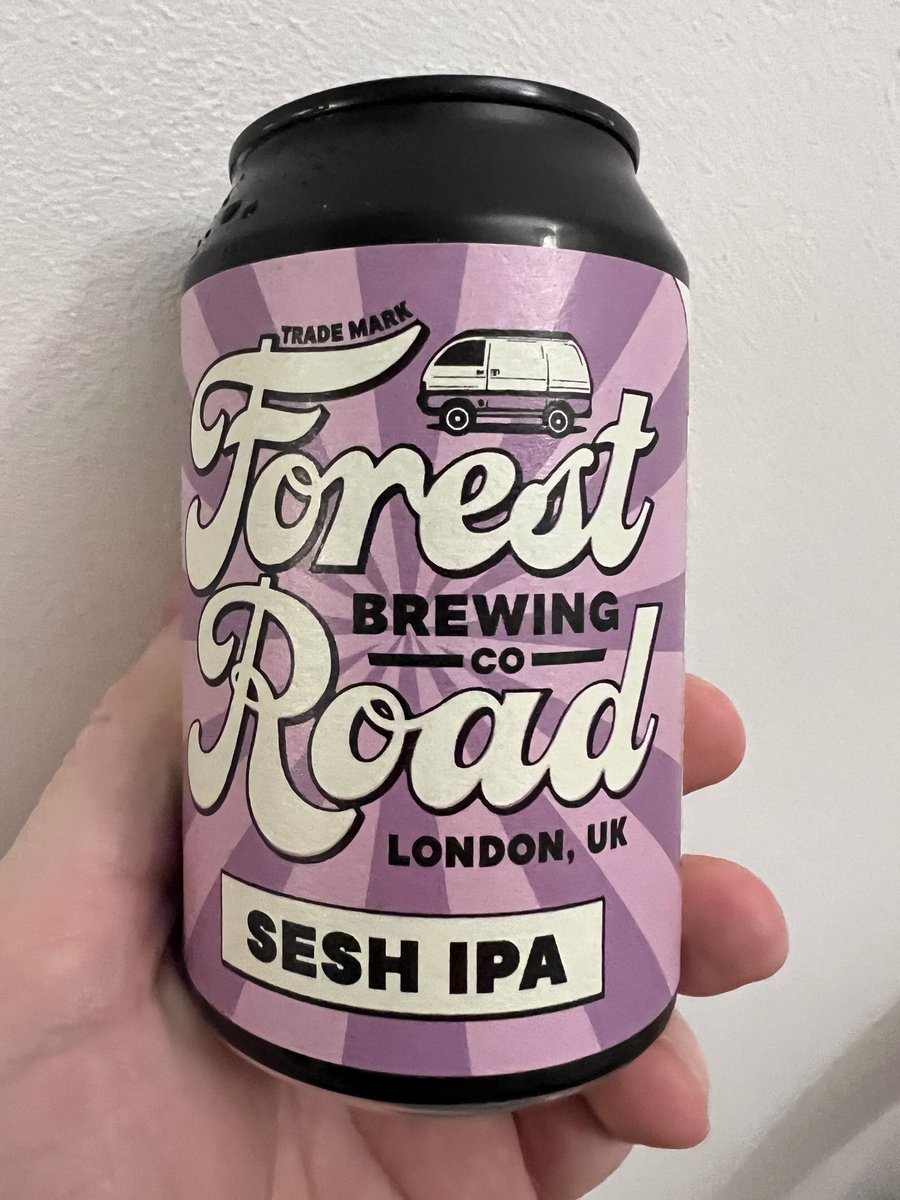 TRADE MARK
Forest
BREWING
CO
Road
LONDON, UK
SESH IPA